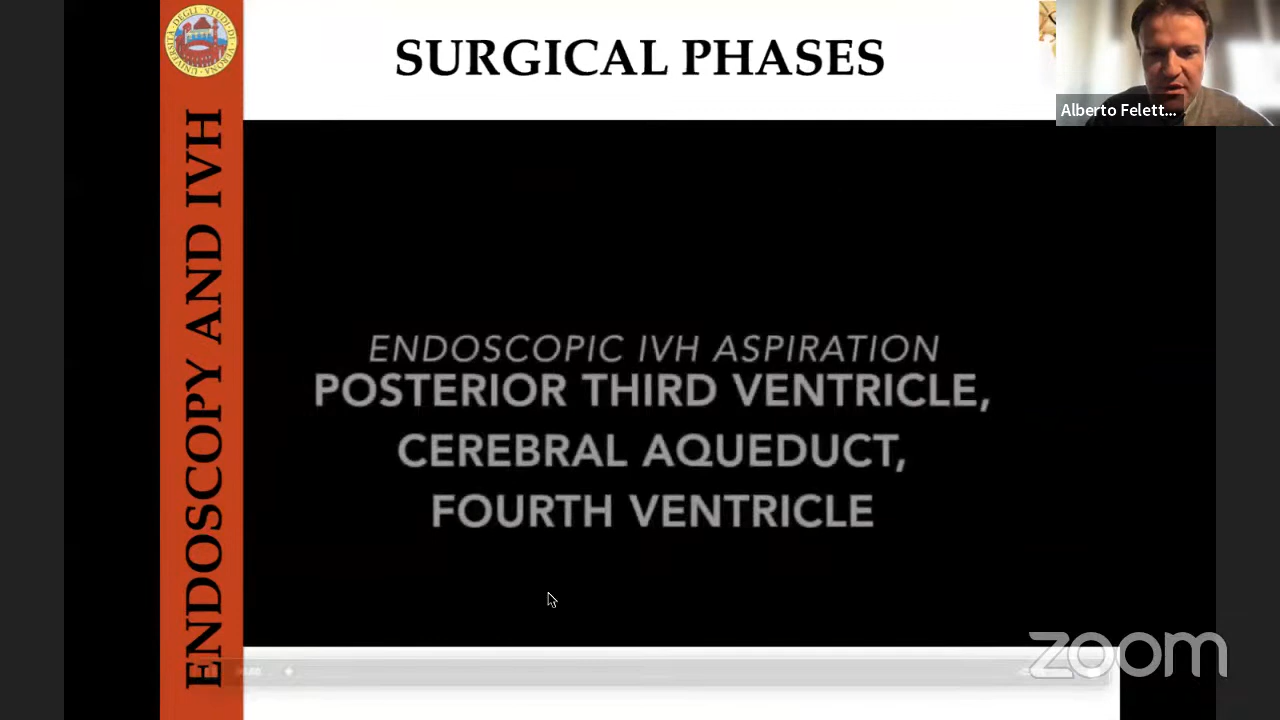 SURGICAL PHASES
Alberto Felett...
ENDOSCOPY AND IVH
ENDOSCOPIC IVH ASPIRATION
POSTERIOR THIRD VENTRICLE,
CEREBRAL AQUEDUCT,
FOURTH VENTRICLE
zoom